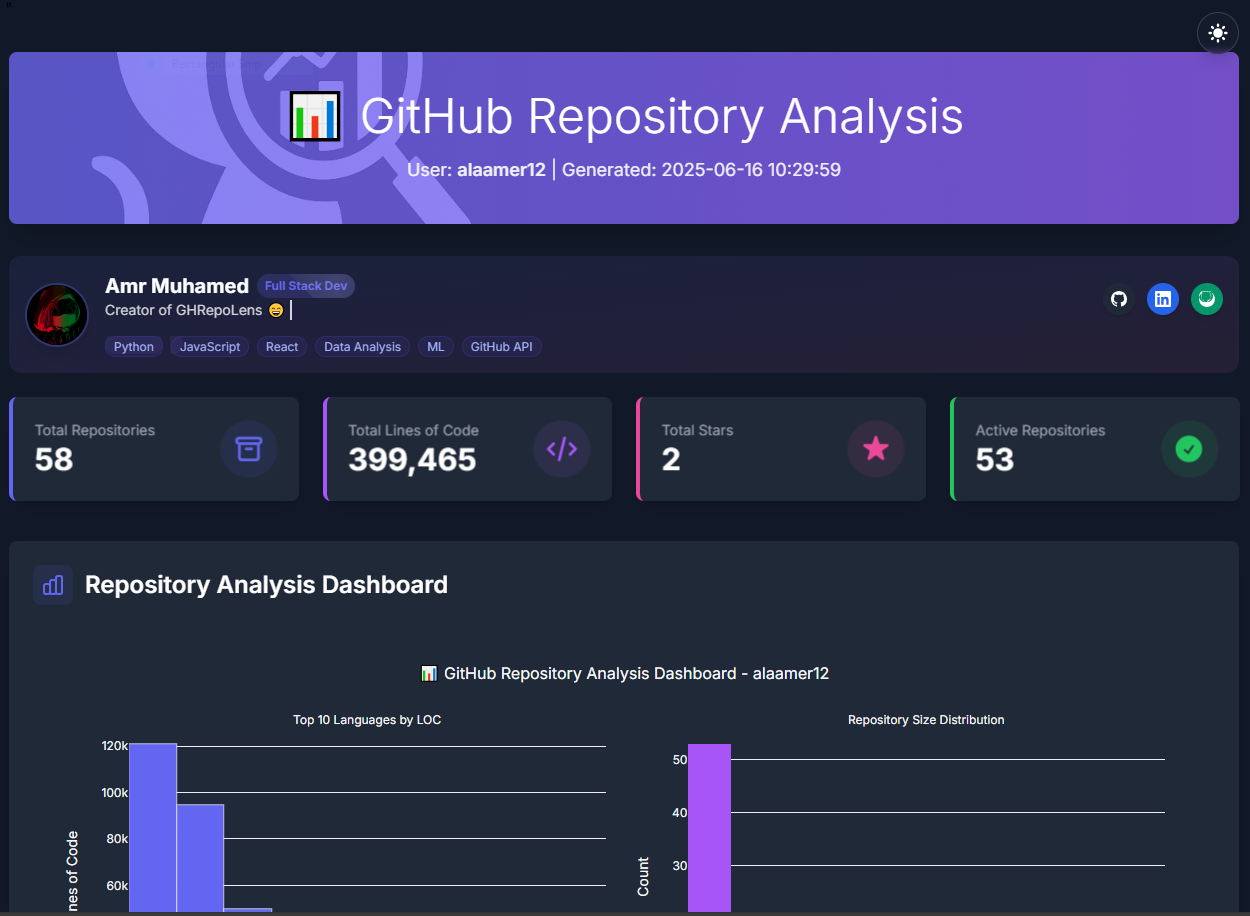 "
📊 GitHub Repository Analysis
User: alaamer12 | Generated: 2025-06-16 10:29:59
Amr Muhamed Full Stack Dev
Creator of GHRepoLens 😄 |
Python JavaScript React Data Analysis ML GitHub API
Total Repositories
58
Total Lines of Code
399,465
Total Stars
2
Active Repositories
53
Repository Analysis Dashboard
📊 GitHub Repository Analysis Dashboard - alaamer12
Top 10 Languages by LOC
120k
100k
80k
60k
nes of Code
Repository Size Distribution
50
40
30
Count